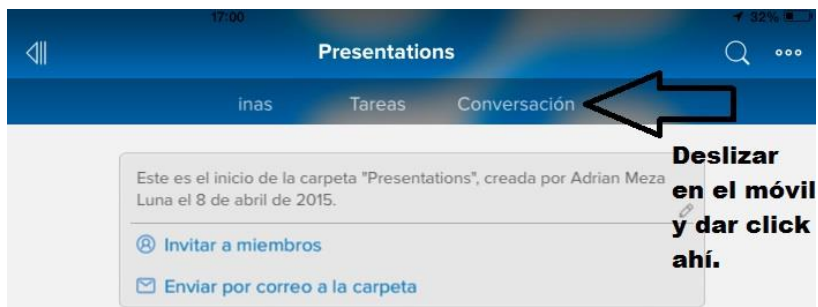 17:00
32%
Presentations
inas Tareas Conversación
Este es el inicio de la carpeta "Presentations", creada por Adrian Meza
Luna el 8 de abril de 2015.
Invitar a miembros
Enviar por correo a la carpeta
Deslizar
en el móvil
y dar click
ahí.